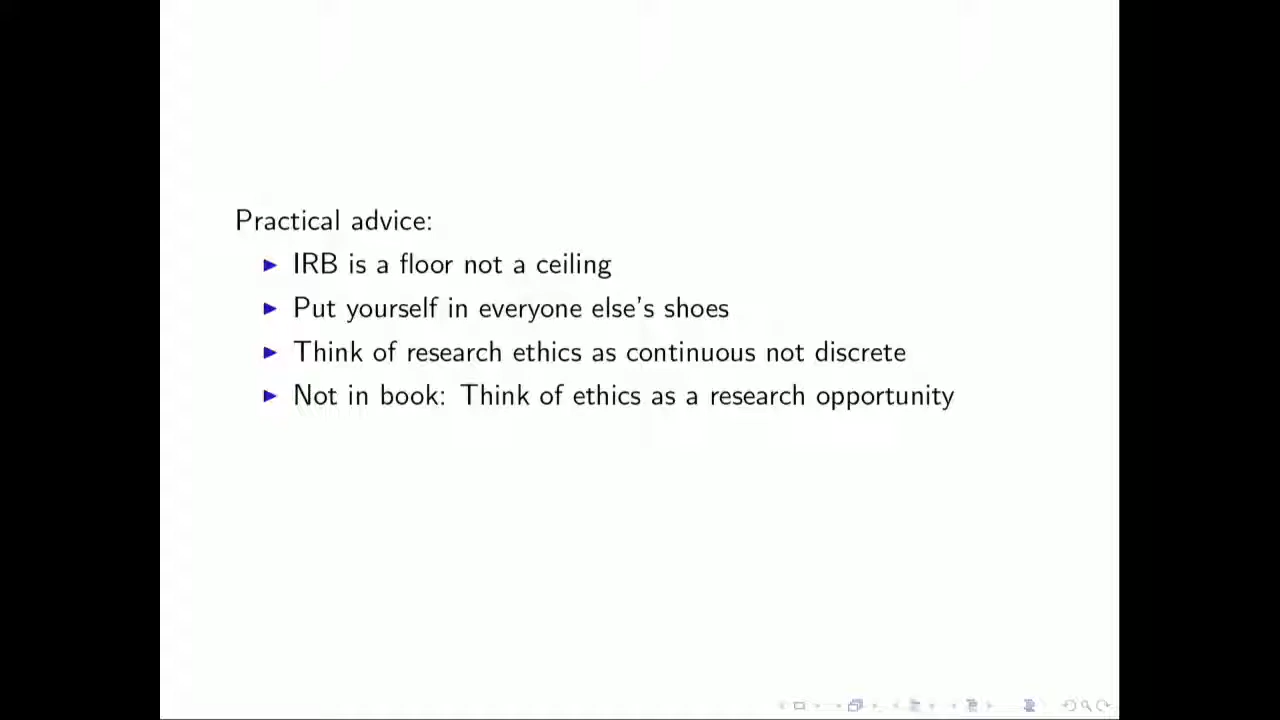 Practical advice:
▶ IRB is a floor not a ceiling
▶ Put yourself in everyone else's shoes
▶ Think of research ethics as continuous not discrete
▶ Not in book: Think of ethics as a research opportunity